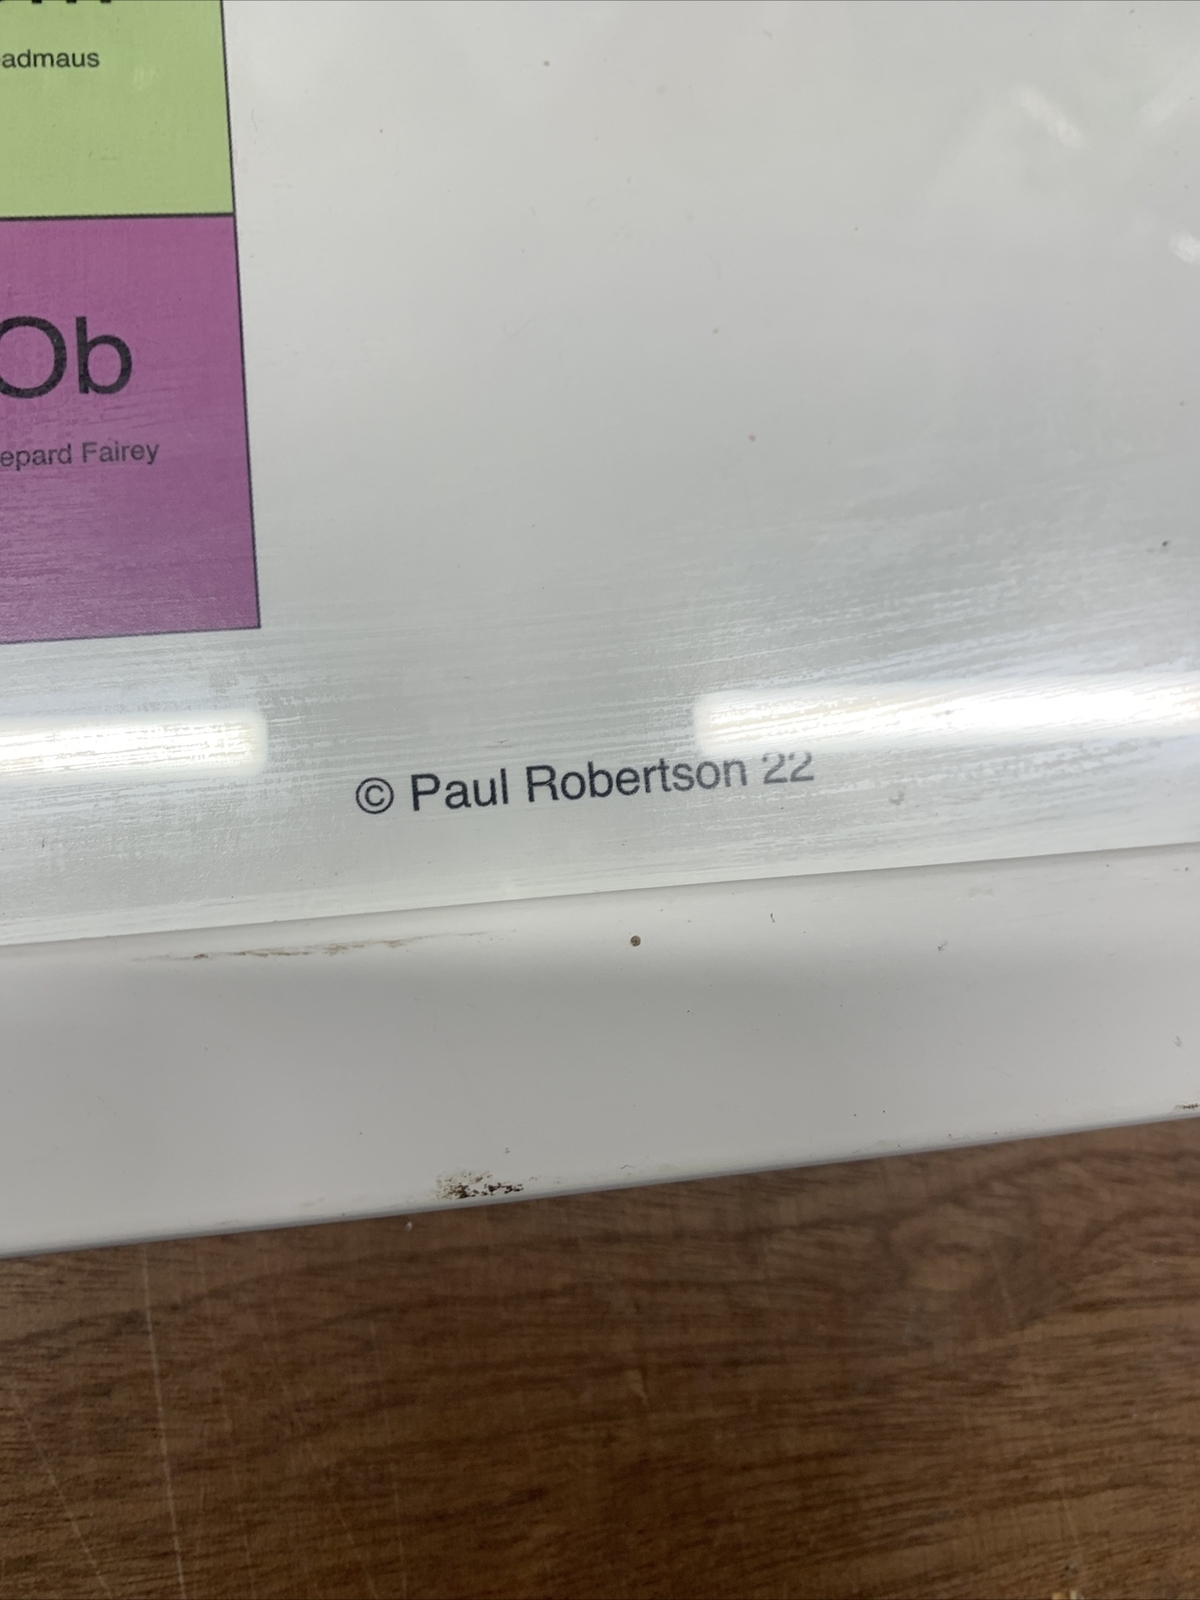 admaus
Ob
epard Fairey
© Paul Robertson 22